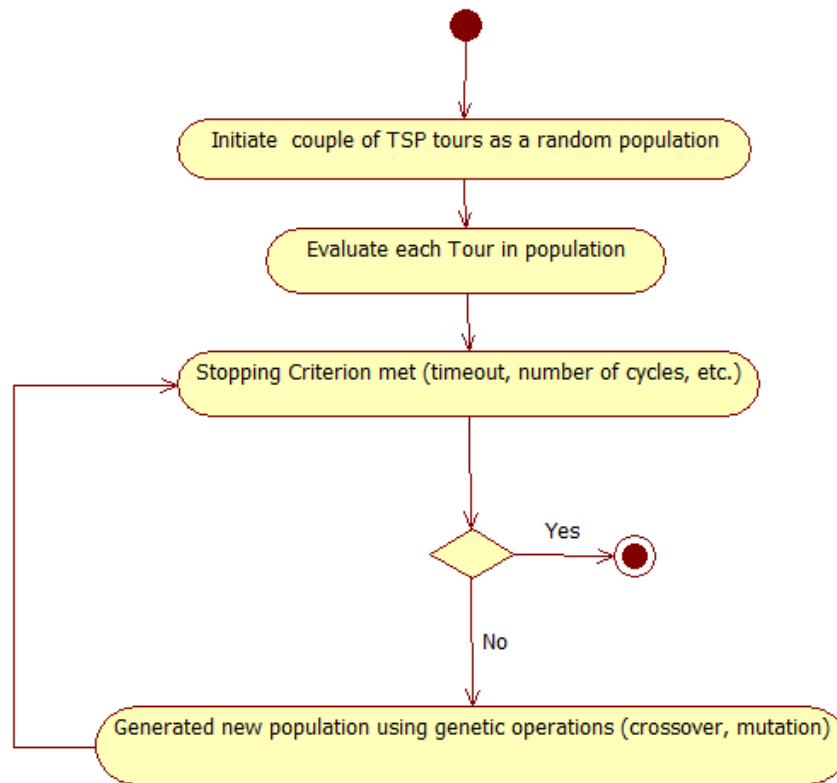 Initiate  couple of TSP tours as a random population
Evaluate each Tour in population
Stopping Criterion met (timeout, number of cycles, etc.)
Yes
No
Generated new population using genetic operations (crossover, mutation)